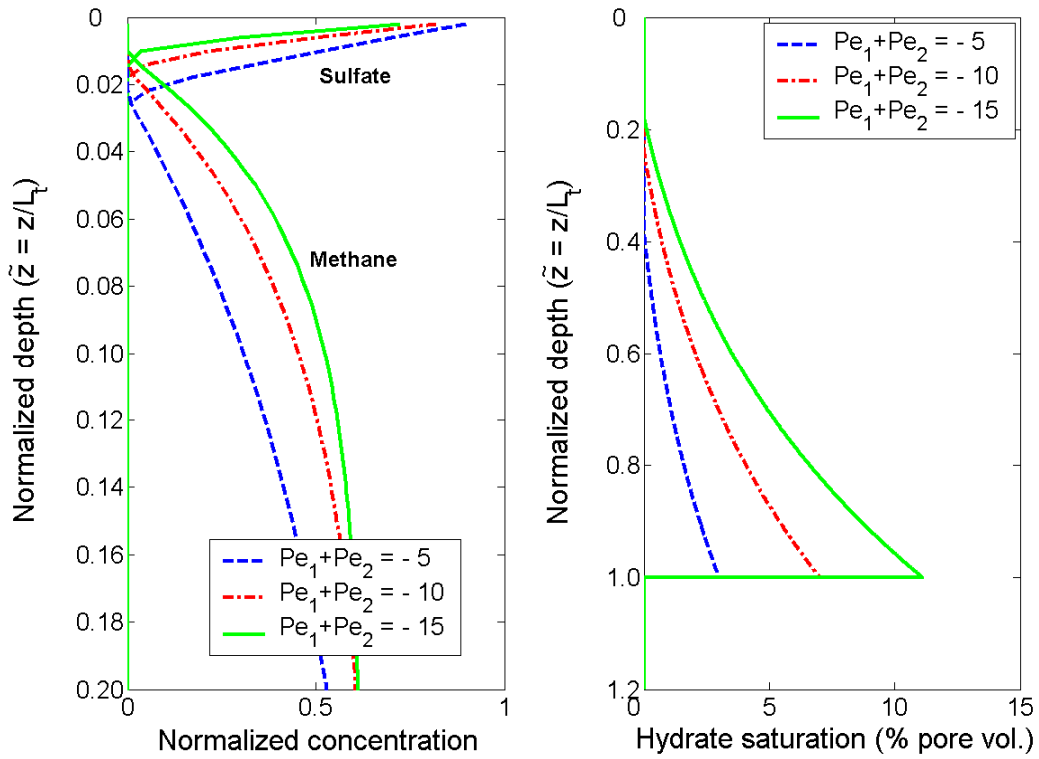 0
0.02
0.04
0.06
0.08
0.10
0.12
0.14
0.16
0.18
0.20
Normalized depth (z̃ = z/Lₜ)
Sulfate
Methane
Pe₁+Pe₂ = - 5
Pe₁+Pe₂ = - 10
Pe₁+Pe₂ = - 15
0 0.5 1
Normalized concentration
0
0.2
0.4
0.6
0.8
1.0
1.2
Normalized depth (z̃ = z/Lₜ)
Pe₁+Pe₂ = - 5
Pe₁+Pe₂ = - 10
Pe₁+Pe₂ = - 15
0 5 10 15
Hydrate saturation (% pore vol.)